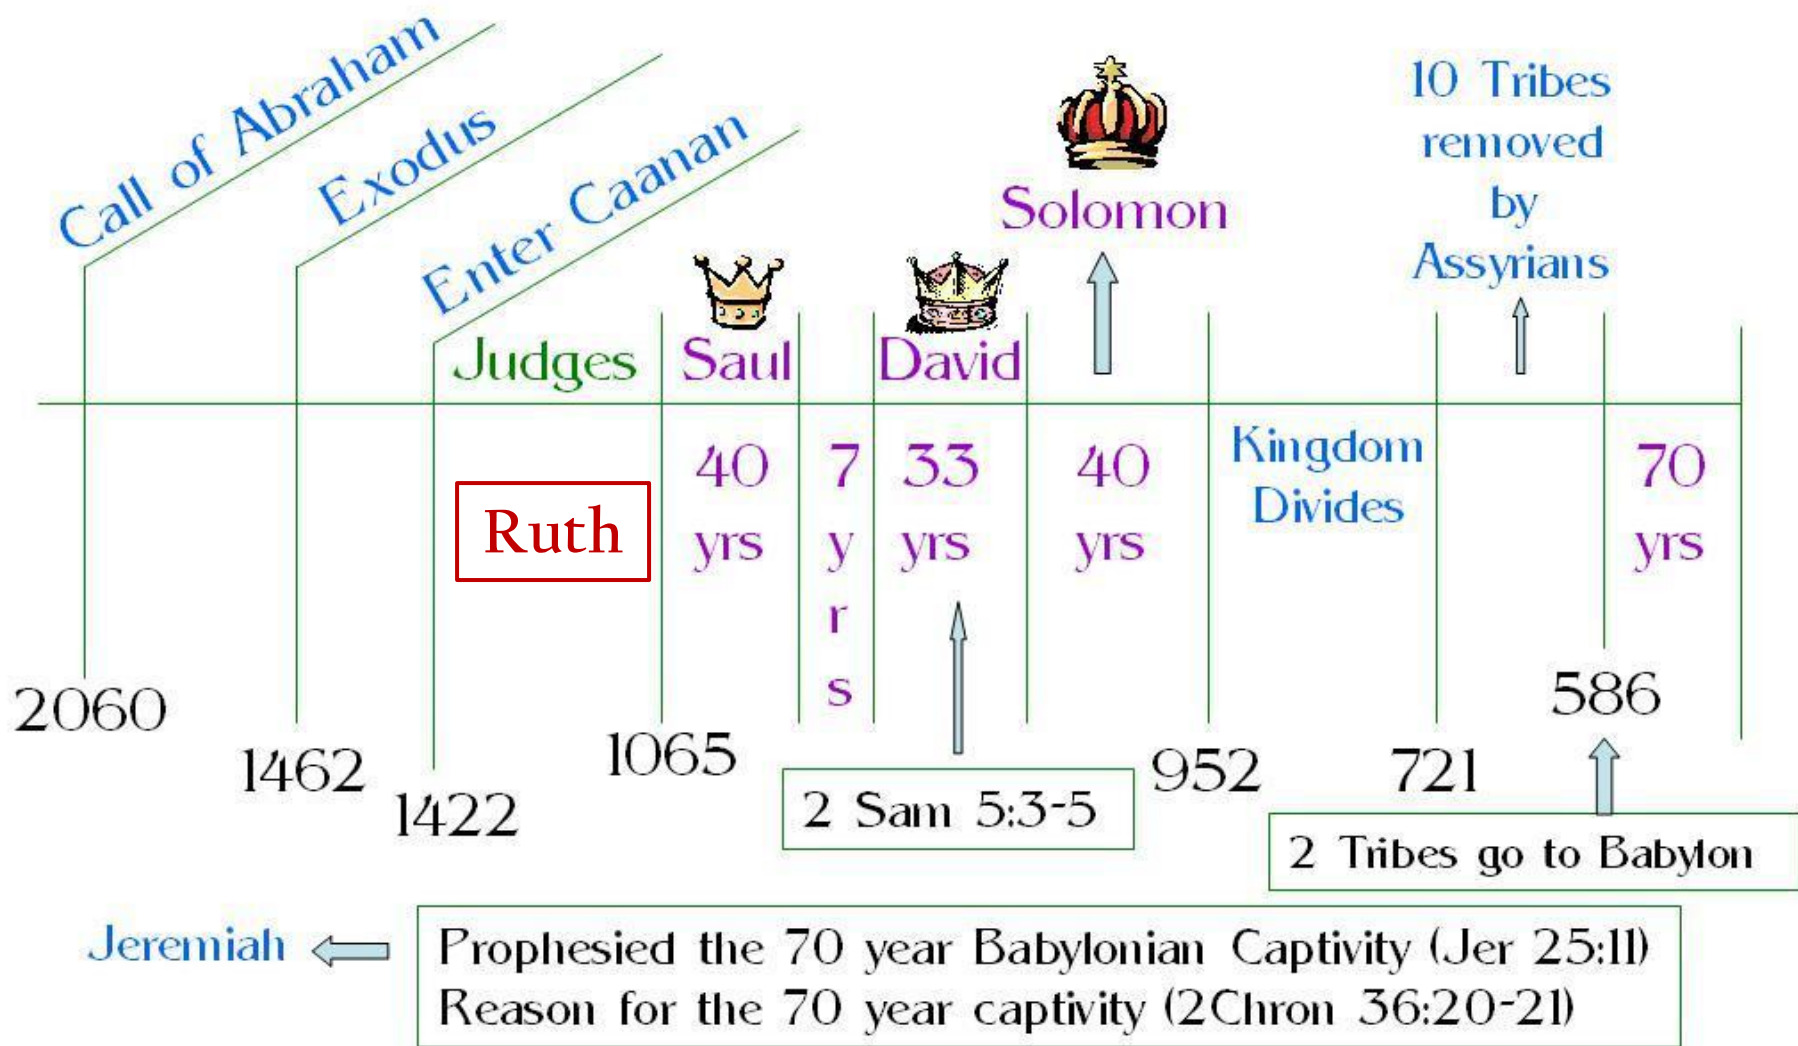 Call of Abraham
Exodus
Enter Caanan
Judges
Saul
David
Solomon
10 Tribes
removed
by
Assyrians
Ruth
40
yrs
7
y
r
s
33
yrs
40
yrs
Kingdom
Divides
70
yrs
2060
1462
1422
1065
952
721
586
2 Sam 5:3-5
2 Tribes go to Babylon
Jeremiah
Prophesied the 70 year Babylonian Captivity (Jer 25:11)
Reason for the 70 year captivity (2Chron 36:20-21)